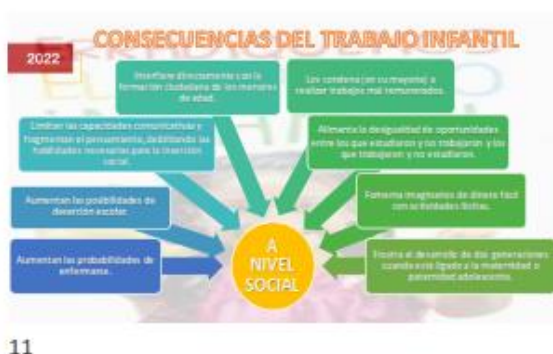 CONSECUENCIAS DEL TRABAJO INFANTIL
2022
Interfiere directamente con la
formación ciudadana de los menores
de edad.
Los condena (en su mayoría) a
realizar trabajos mal remunerados.
Limitan las capacidades comunicativas y
fragmentan el pensamiento, debilitando las
habilidades necesarias para la inserción
social.
Alimenta la desigualdad de oportunidades
entre los que estudiaron y no trabajaron y los
que trabajaron y no estudiaron.
Aumentan las posibilidades de
deserción escolar.
Fomenta imaginarios de dinero fácil
con actividades ilícitas.
Aumentan las probabilidades de
enfermarse.
A
NIVEL
SOCIAL
el desarrollo de dos generaciones
cuando está ligado a la maternidad o
paternidad adolescentes.
11